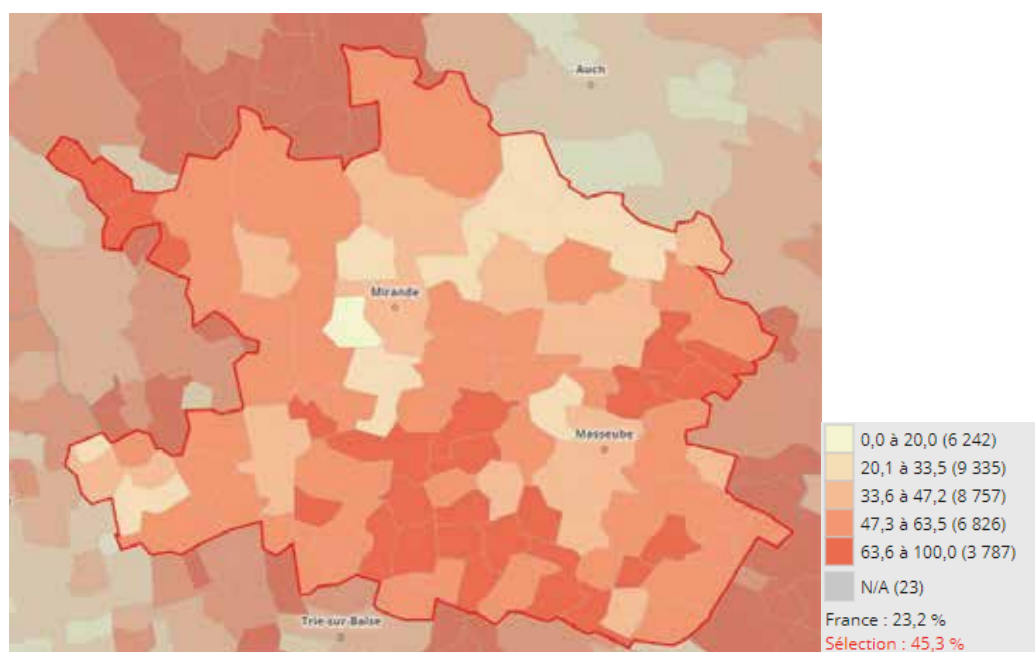 Auch
Mirande
Masseube
Trie-sur-Baïse
0,0 à 20,0 (6 242)
20,1 à 33,5 (9 335)
33,6 à 47,2 (8 757)
47,3 à 63,5 (6 826)
63,6 à 100,0 (3 787)
N/A (23)
France : 23,2 %
Sélection : 45,3 %